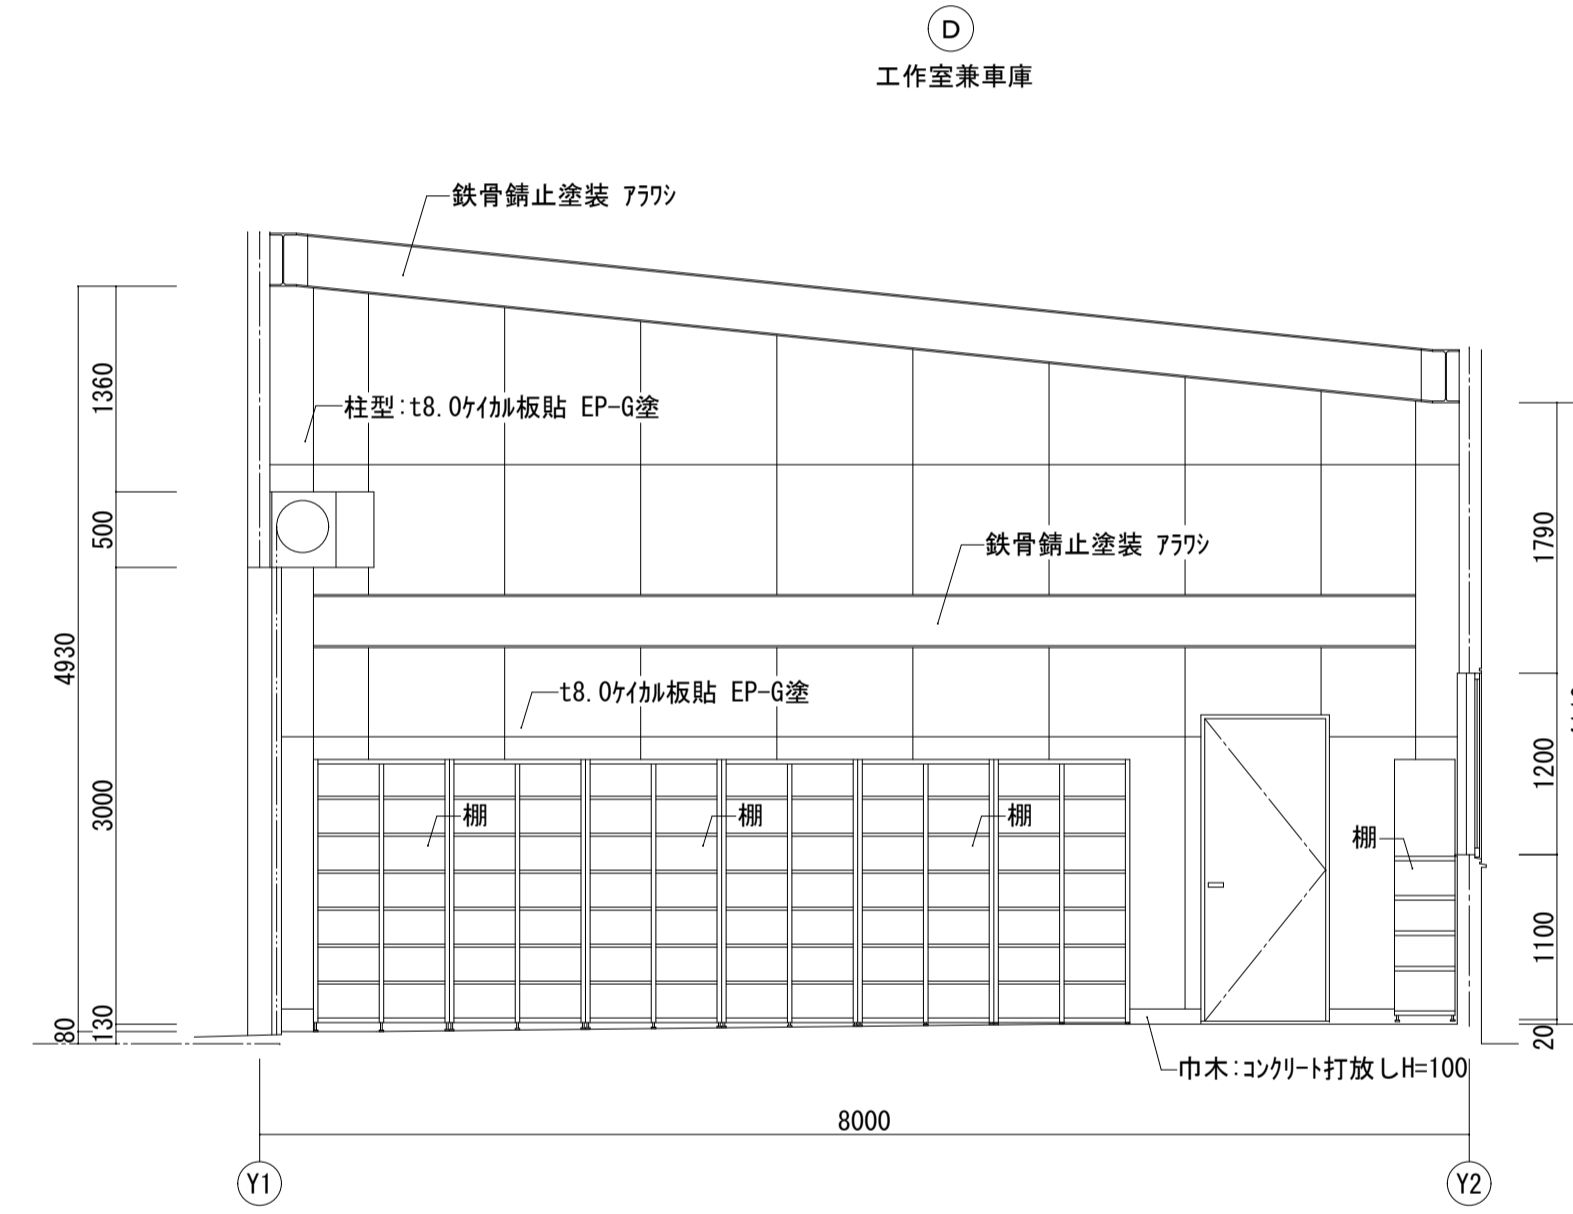 D
工作室兼車庫
鉄骨錆止塗装 アラワシ
柱型:t8.0ケイカル板貼 EP-G塗
鉄骨錆止塗装 アラワシ
t8.0ケイカル板貼 EP-G塗
棚
棚
棚
棚
巾木:コンクリート打放しH=100
1360
500
4930
3000
80
130
1790
1200
1100
20
8000
Y1
Y2